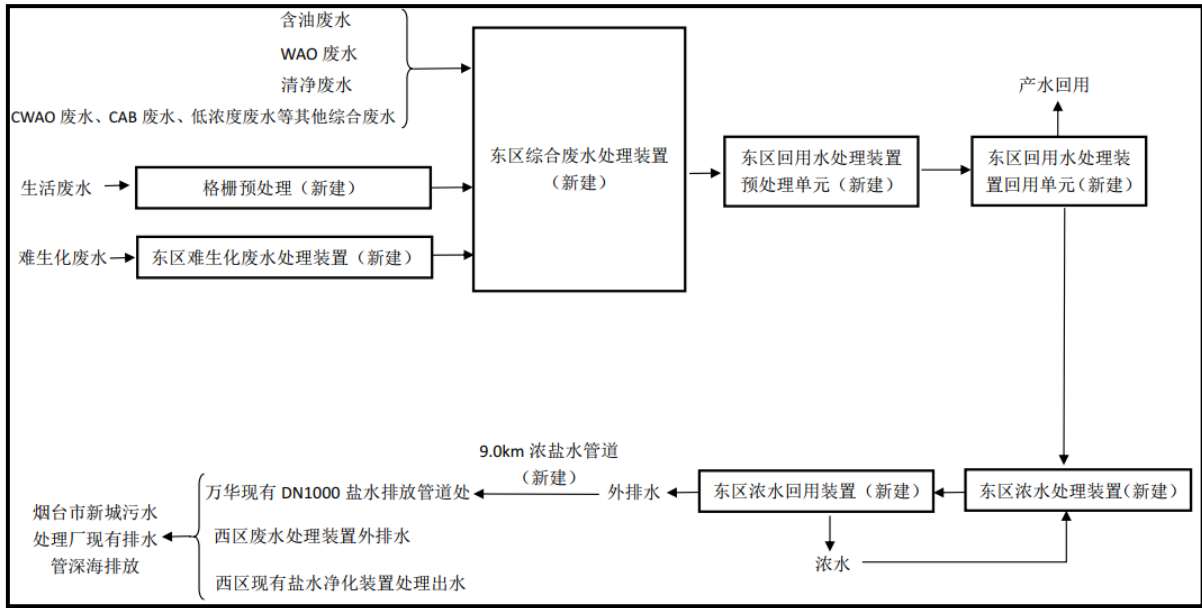 含油废水
WAO 废水
清净废水
CWAO 废水、CAB 废水、低浓度废水等其他综合废水
生活废水
格栅预处理（新建）
难生化废水
东区难生化废水处理装置（新建）
东区综合废水处理装置
（新建）
东区回用水处理装置
预处理单元（新建）
产水回用
东区回用水处理装
置回用单元（新建）
东区浓水处理装置（新建）
东区浓水回用装置（新建）
浓水
外排水
9.0km 浓盐水管道
（新建）
万华现有 DN1000 盐水排放管道处
西区废水处理装置外排水
西区现有盐水净化装置处理出水
烟台市新城污水
处理厂现有排水
管深海排放